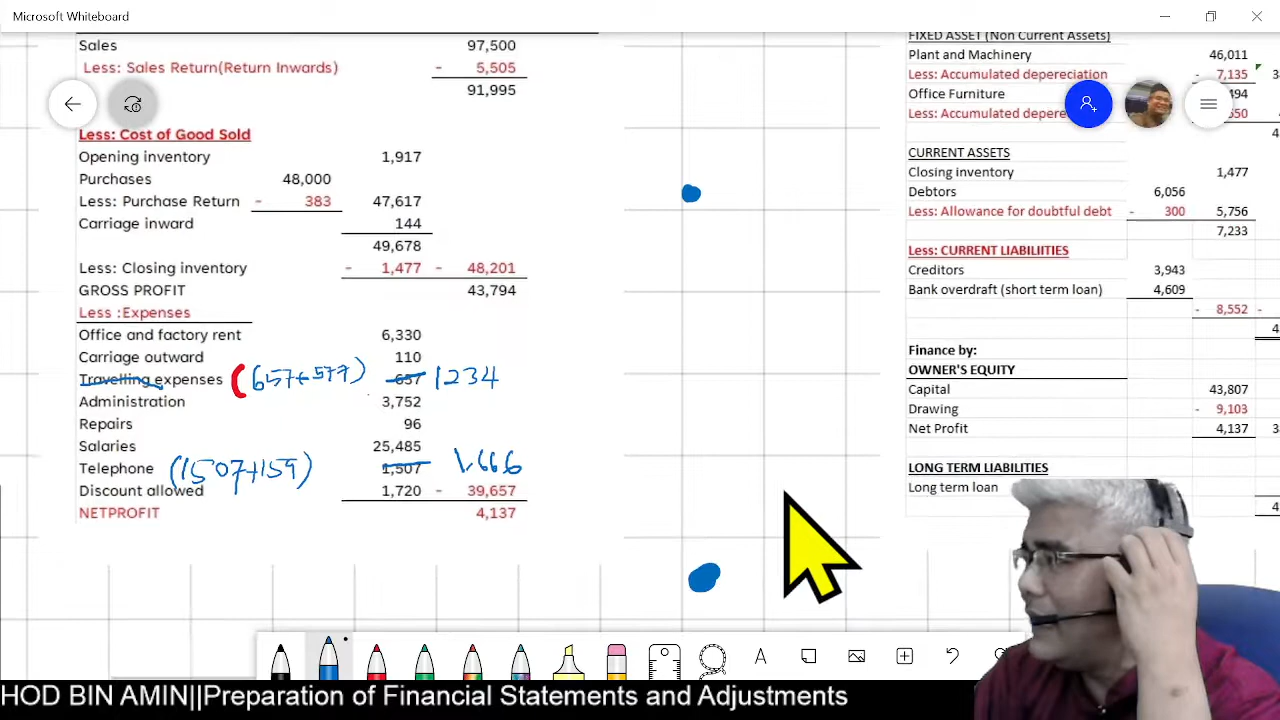 Microsoft Whiteboard
Sales 97,500
Less: Sales Return(Return Inwards) - 5,505
91,995
Less: Cost of Good Sold
Opening inventory 1,917
Purchases 48,000
Less: Purchase Return - 383 47,617
Carriage inward 144
49,678
Less: Closing inventory - 1,477 - 48,201
GROSS PROFIT 43,794
Less :Expenses
Office and factory rent 6,330
Carriage outward 110
Travelling expenses (657+577) 657 1234
Administration 3,752
Repairs 96
Salaries 25,485
Telephone (1507+159) 1,507 1,666
Discount allowed 1,720 - 39,657
NETPROFIT 4,137
FIXED ASSET (Non Current Assets)
Plant and Machinery 46,011
Less: Accumulated depereciation - 7,135
Office Furniture 494
Less: Accumulated depere
CURRENT ASSETS
Closing inventory 1,477
Debtors 6,056
Less: Allowance for doubtful debt - 300 5,756
7,233
Less: CURRENT LIABILIITIES
Creditors 3,943
Bank overdraft (short term loan) 4,609
- 8,552 -
Finance by:
OWNER'S EQUITY
Capital 43,807
Drawing - 9,103
Net Profit 4,137
LONG TERM LIABILITIES
Long term loan
HOD BIN AMIN||Preparation of Financial Statements and Adjustments